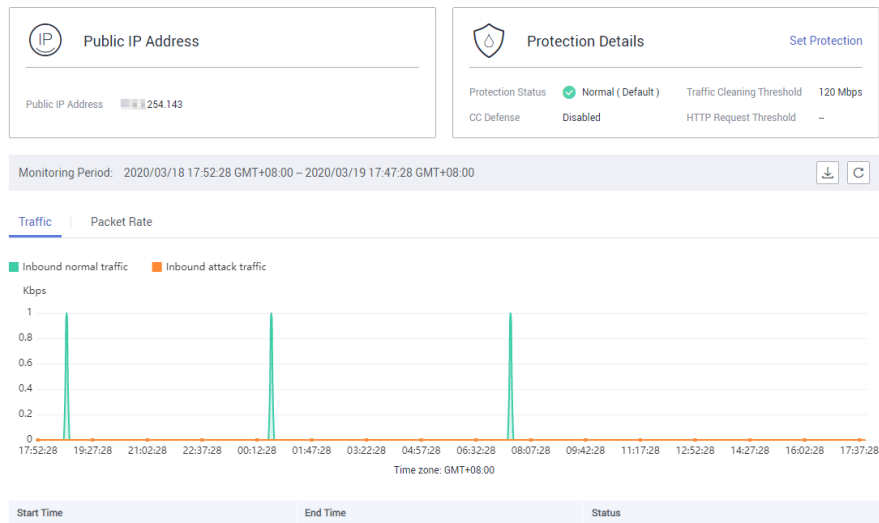 IP Public IP Address
Public IP Address 254.143
Protection Details Set Protection
Protection Status Normal ( Default ) Traffic Cleaning Threshold 120 Mbps
CC Defense Disabled HTTP Request Threshold --
Monitoring Period: 2020/03/18 17:52:28 GMT+08:00 – 2020/03/19 17:47:28 GMT+08:00
Traffic Packet Rate
Inbound normal traffic Inbound attack traffic
Kbps
1
0.8
0.6
0.4
0.2
0
17:52:28 19:27:28 21:02:28 22:37:28 00:12:28 01:47:28 03:22:28 04:57:28 06:32:28 08:07:28 09:42:28 11:17:28 12:52:28 14:27:28 16:02:28 17:37:28
Time zone: GMT+08:00
Start Time End Time Status